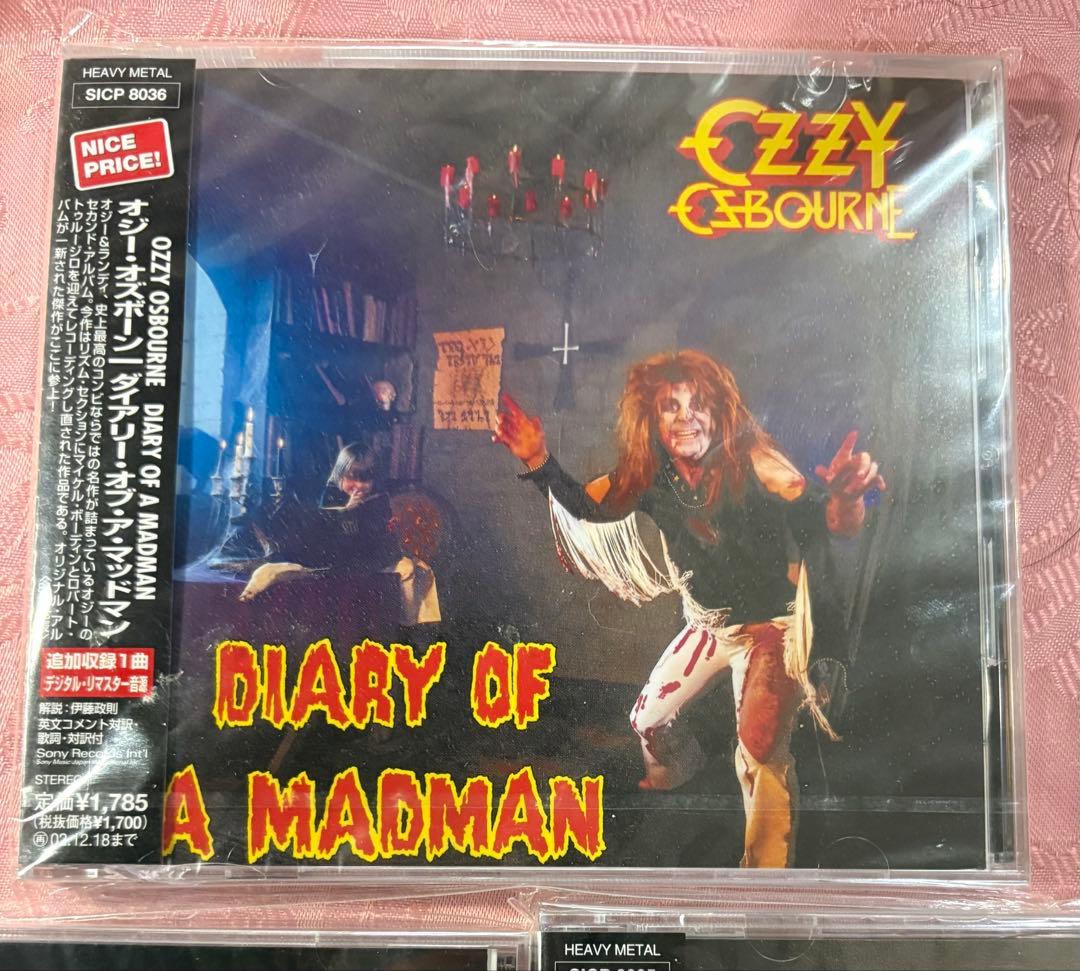 HEAVY METAL
SICP 8036
NICE
PRICE!
OZZY OSBOURNE DIARY OF A MADMAN
オジー・オズボーン|ダイアリー・オブ・ア・マッドマン
オジー&ランディ、史上最高のコンビならではの名作が詰まっているオジーの
セカンド・アルバム。今作はリズム・セクションにマイケル・ボーディンとロバート・
トゥルージロを迎えてレコーディングし直された作品である。オリジナル・アル
バムが一新された傑作がここに参上!
追加収録1曲
デジタル・リマスター音源
解説:伊藤政則
英文コメント対訳・
歌詞・対訳付
Sony Records Int'l
STEREO
定価¥1,785
(税抜価格¥1,700)
再02.12.18まで
OZZY
OSBOURNE
DIARY OF
A MADMAN
HEAVY METAL